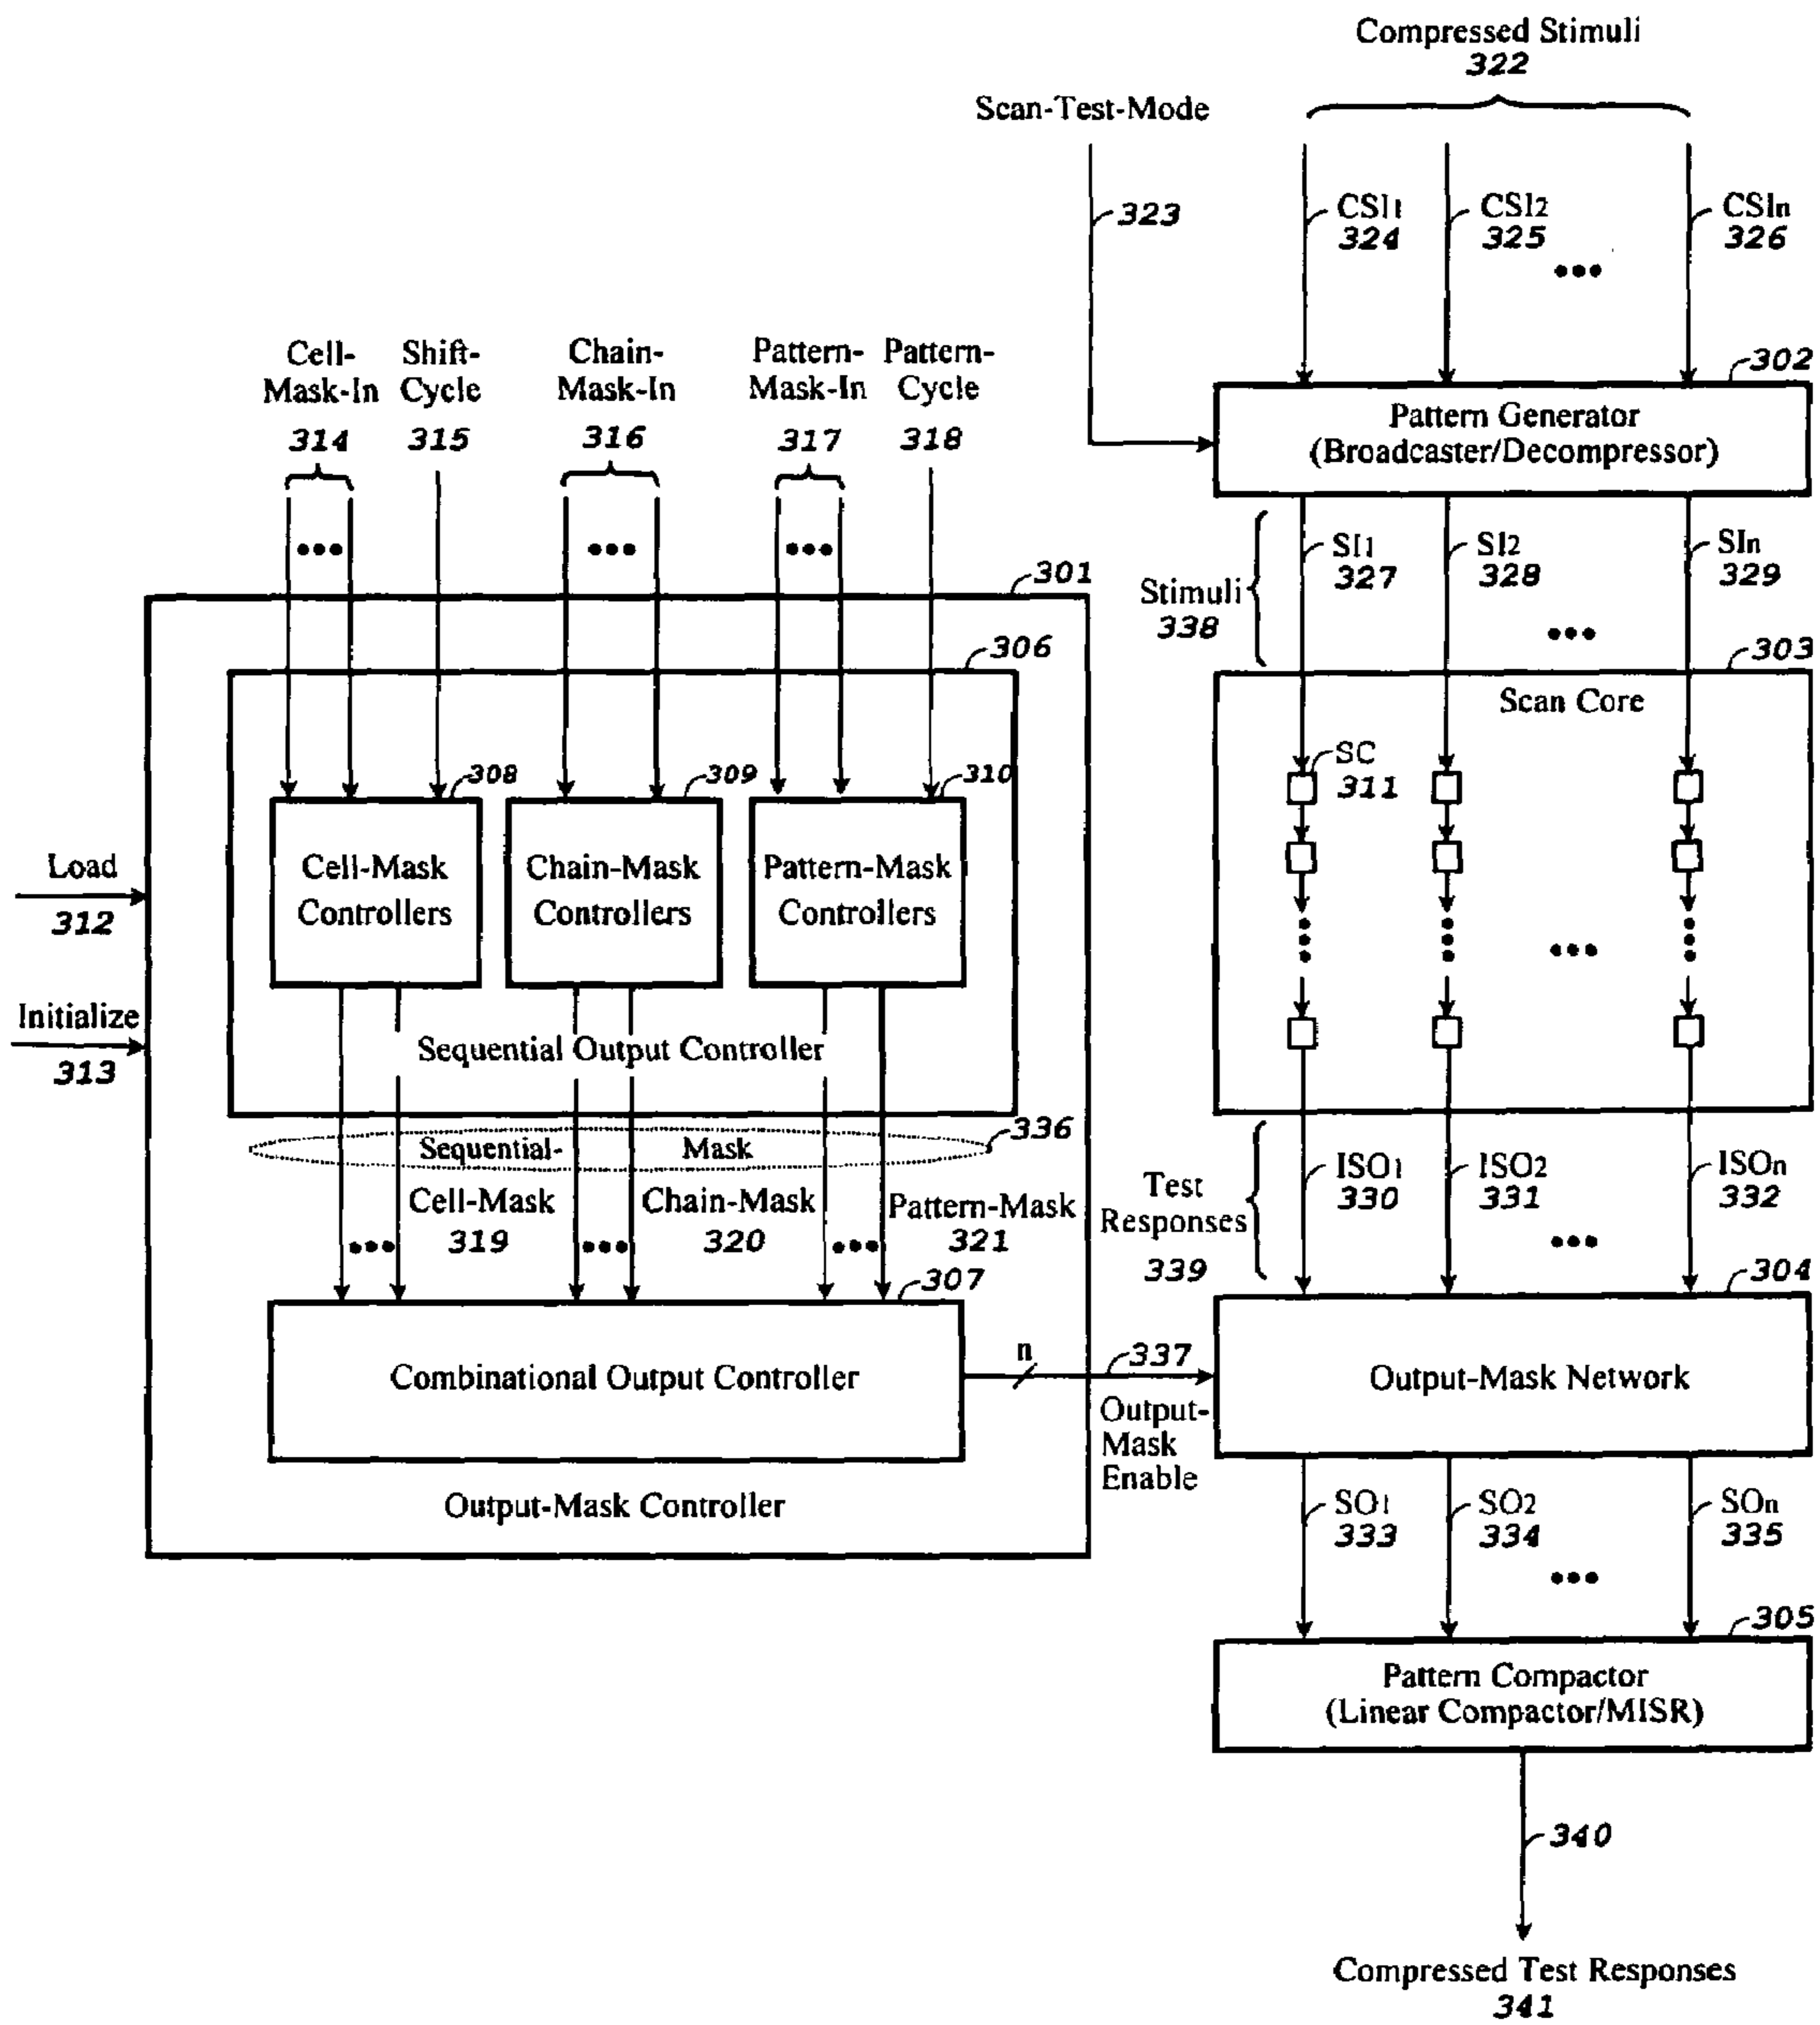 Compressed Stimuli
322
Scan-Test-Mode
323
CSI1
324
CSI2
325
CSIn
326
•••
302
Pattern Generator
(Broadcaster/Decompressor)
Cell-
Mask-In
314
Shift-
Cycle
315
Chain-
Mask-In
316
Pattern-
Mask-In
317
Pattern-
Cycle
318
•••
•••
•••
Stimuli
338
SI1
327
SI2
328
SIn
329
•••
301
306
303
Scan Core
SC
311
•••
308
309
310
Cell-Mask
Controllers
Chain-Mask
Controllers
Pattern-Mask
Controllers
Load
312
Initialize
313
Sequential Output Controller
336
Sequential-
Mask
Cell-Mask
319
Chain-Mask
320
Pattern-Mask
321
•••
•••
•••
Test
Responses
339
ISO1
330
ISO2
331
ISOn
332
•••
307
304
Combinational Output Controller
n
337
Output-
Mask
Enable
Output-Mask Network
Output-Mask Controller
SO1
333
SO2
334
SOn
335
•••
305
Pattern Compactor
(Linear Compactor/MISR)
340
Compressed Test Responses
341